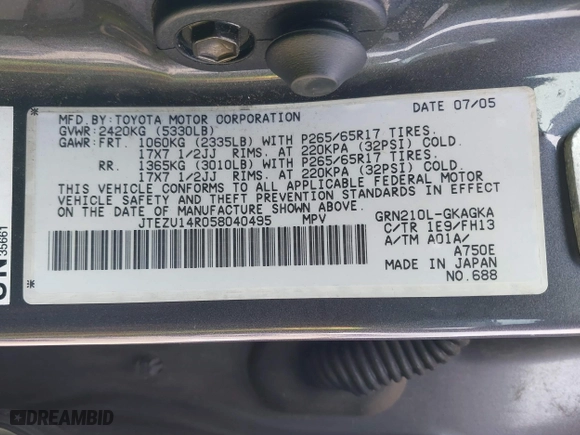 DATE 07/05
MFD.BY:TOYOTA MOTOR CORPORATION
GVWR:2420KG (5330LB)
GAWR:FRT. 1060KG (2335LB) WITH P265/65R17 TIRES.
17X7 1/2JJ RIMS. AT 220KPA (32PSI) COLD.
RR. 1365KG (3010LB) WITH P265/65R17 TIRES.
17X7 1/2JJ RIMS. AT 220KPA (32PSI) COLD.
THIS VEHICLE CONFORMS TO ALL APPLICABLE FEDERAL MOTOR
VEHICLE SAFETY AND THEFT PREVENTION STANDARDS IN EFFECT
ON THE DATE OF MANUFACTURE SHOWN ABOVE.
JTEZU14R058040495 MPV
GRN210L-GKAGKA
C/TR 1E9/FH13
A/TM A01A/
A750E
MADE IN JAPAN
NO.688
35661
DREAMBID